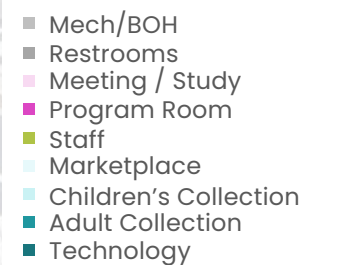 Mech/BOH
Restrooms
Meeting / Study
Program Room
Staff
Marketplace
Children's Collection
Adult Collection
Technology